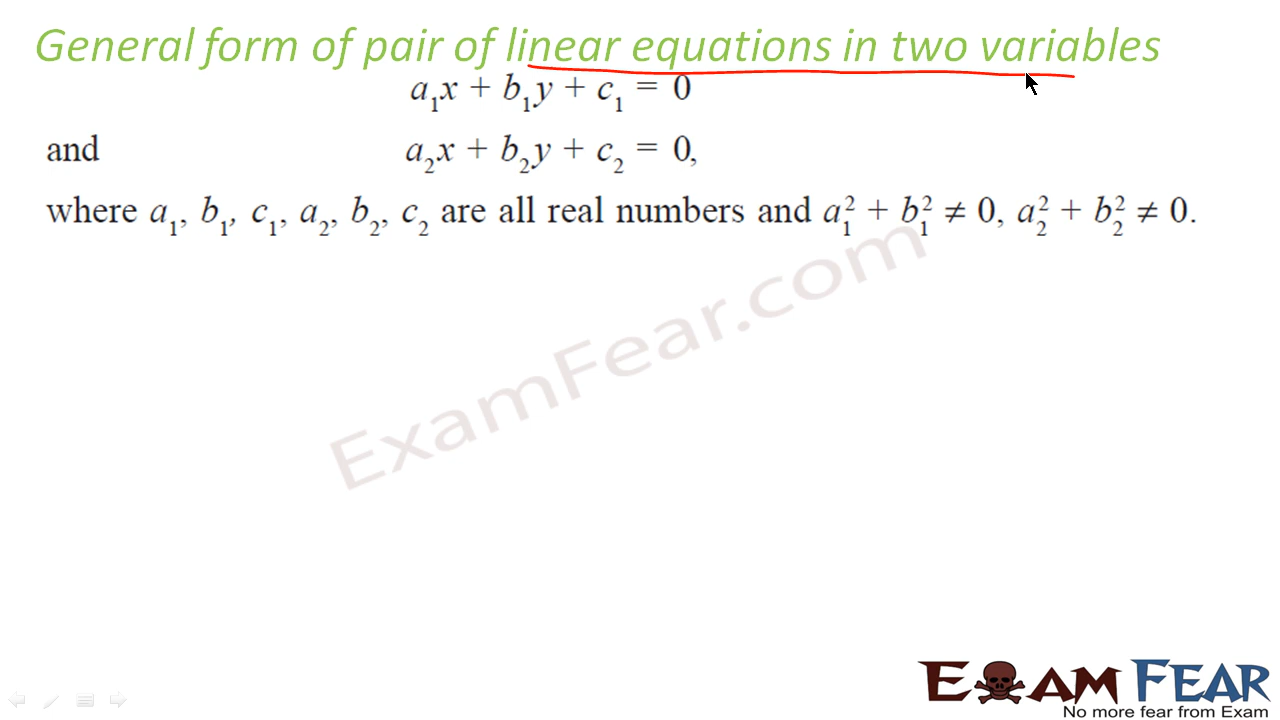 General form of pair of linear equations in two variables
a₁x + b₁y + c₁ = 0
and a₂x + b₂y + c₂ = 0,
where a₁, b₁, c₁, a₂, b₂, c₂ are all real numbers and a₁² + b₁² ≠ 0, a₂² + b₂² ≠ 0.
ExamFear.com
EXAM FEAR
No more fear from Exam